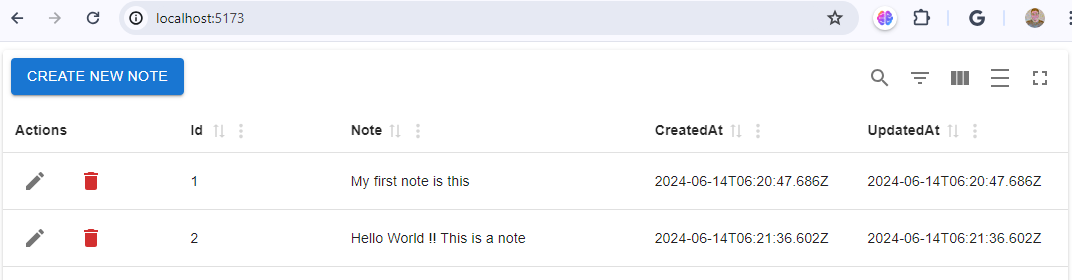 localhost:5173
CREATE NEW NOTE
Actions Id Note CreatedAt UpdatedAt
1 My first note is this 2024-06-14T06:20:47.686Z 2024-06-14T06:20:47.686Z
2 Hello World !! This is a note 2024-06-14T06:21:36.602Z 2024-06-14T06:21:36.602Z